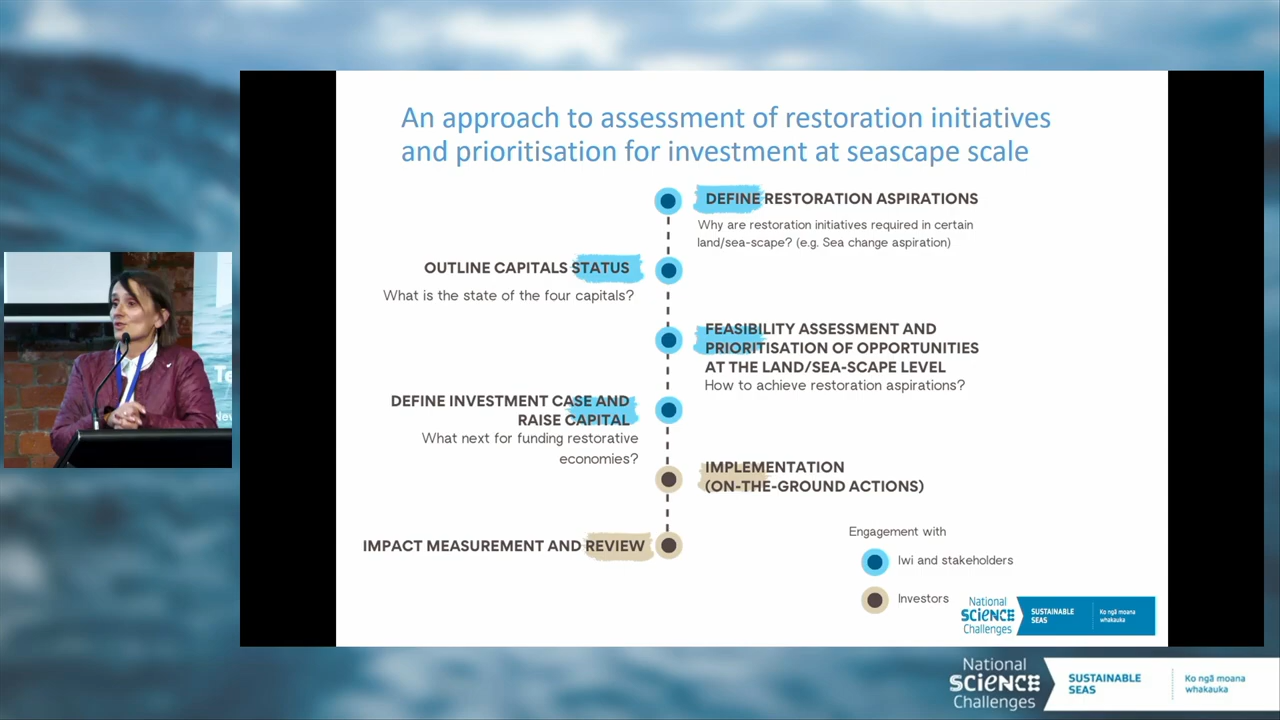 An approach to assessment of restoration initiatives
and prioritisation for investment at seascape scale
DEFINE RESTORATION ASPIRATIONS
Why are restoration initiatives required in certain
land/sea-scape? (e.g. Sea change aspiration)
OUTLINE CAPITALS STATUS
What is the state of the four capitals?
FEASIBILITY ASSESSMENT AND
PRIORITISATION OF OPPORTUNITIES
AT THE LAND/SEA-SCAPE LEVEL
How to achieve restoration aspirations?
DEFINE INVESTMENT CASE AND
RAISE CAPITAL
What next for funding restorative
economies?
IMPLEMENTATION
(ON-THE-GROUND ACTIONS)
IMPACT MEASUREMENT AND REVIEW
Engagement with
Iwi and stakeholders
Investors
National
SCIENCE
Challenges
SUSTAINABLE
SEAS
Ko ngā moana
whakauka
National
SCIENCE
Challenges
SUSTAINABLE
SEAS
Ko ngā moana
whakauka